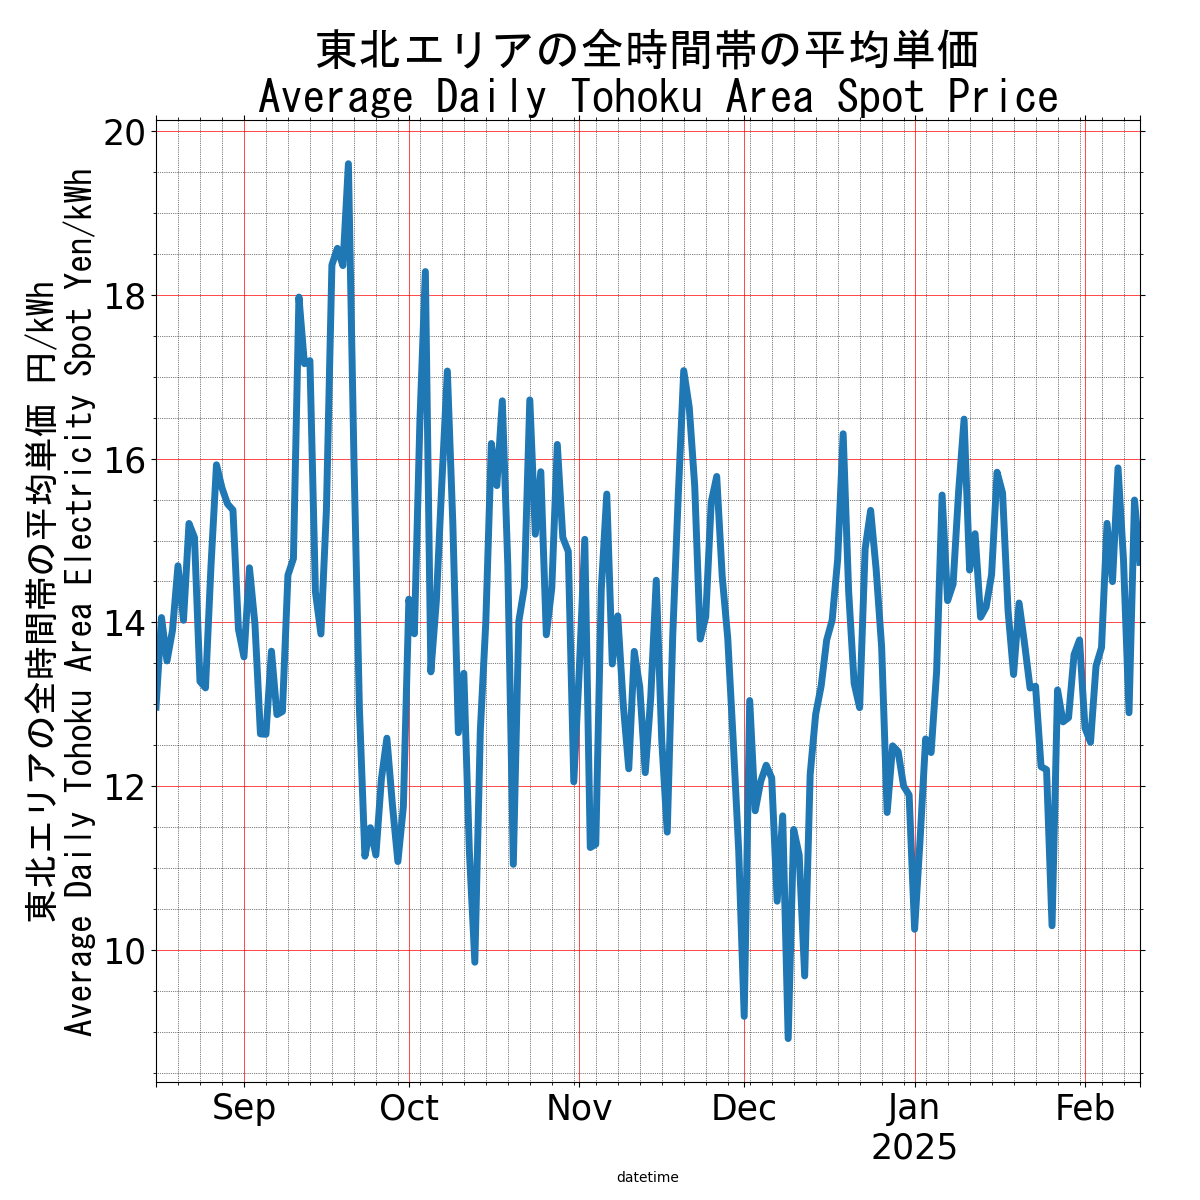 東北エリアの全時間帯の平均単価
Average Daily Tohoku Area Spot Price
東北エリアの全時間帯の平均単価 円/kWh
Average Daily Tohoku Area Electricity Spot Yen/kWh
20
18
16
14
12
10
Sep
Oct
Nov
Dec
Jan
2025
Feb
datetime